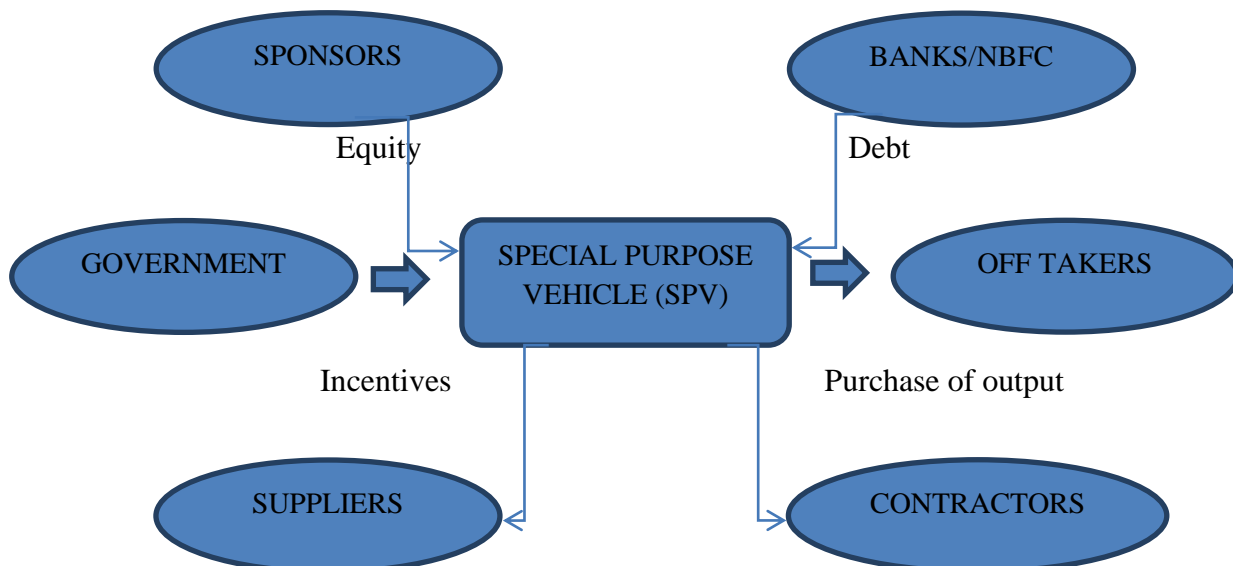 SPONSORS
BANKS/NBFC
Equity
Debt
GOVERNMENT
SPECIAL PURPOSE
VEHICLE (SPV)
OFF TAKERS
Incentives
Purchase of output
SUPPLIERS
CONTRACTORS